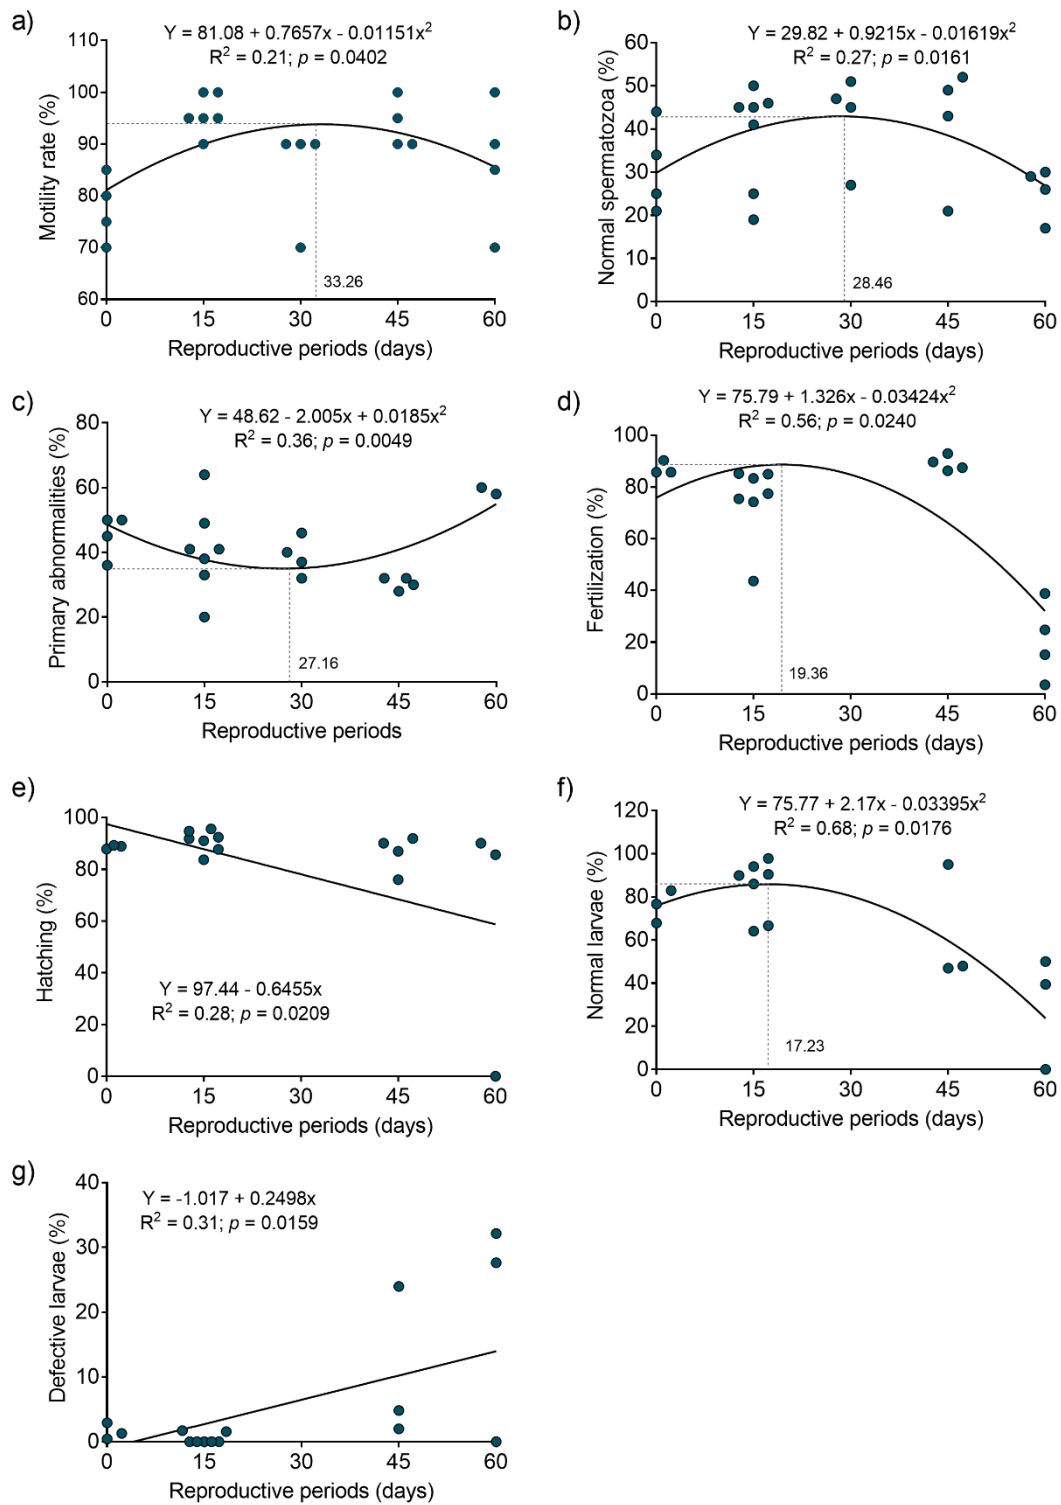 a)
Y = 81.08 + 0.7657x - 0.01151x²
R² = 0.21; p = 0.0402
110
100
90
80
70
60
Motility rate (%)
33.26
0 15 30 45 60
Reproductive periods (days)
b)
Y = 29.82 + 0.9215x - 0.01619x²
R² = 0.27; p = 0.0161
60
50
40
30
20
10
0
Normal spermatozoa (%)
28.46
0 15 30 45 60
Reproductive periods (days)
c)
Y = 48.62 - 2.005x + 0.0185x²
R² = 0.36; p = 0.0049
80
60
40
20
0
Primary abnormalities (%)
27.16
0 15 30 45 60
Reproductive periods
d)
Y = 75.79 + 1.326x - 0.03424x²
R² = 0.56; p = 0.0240
100
80
60
40
20
0
Fertilization (%)
19.36
0 15 30 45 60
Reproductive periods (days)
e)
100
80
60
40
20
0
Hatching (%)
Y = 97.44 - 0.6455x
R² = 0.28; p = 0.0209
0 15 30 45 60
Reproductive periods (days)
f)
Y = 75.77 + 2.17x - 0.03395x²
R² = 0.68; p = 0.0176
120
100
80
60
40
20
0
Normal larvae (%)
17.23
0 15 30 45 60
Reproductive periods (days)
g)
Y = -1.017 + 0.2498x
R² = 0.31; p = 0.0159
40
30
20
10
0
Defective larvae (%)
0 15 30 45 60
Reproductive periods (days)